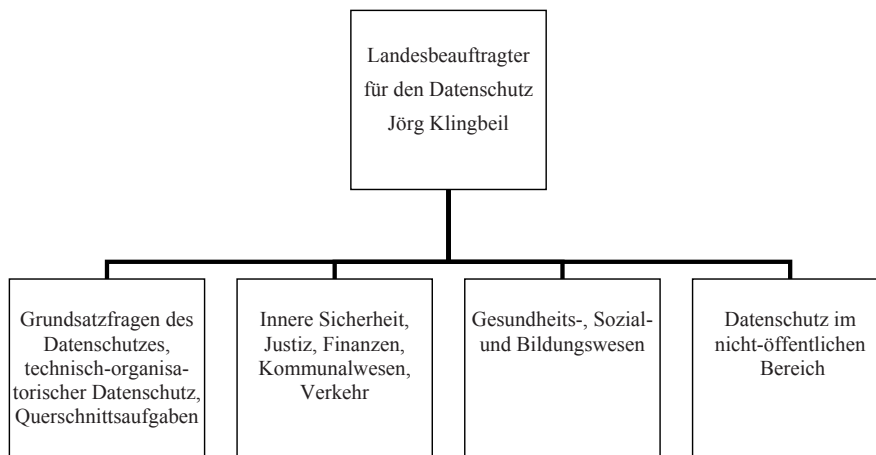 Landesbeauftragter
für den Datenschutz
Jörg Klingbeil
Grundsatzfragen des
Datenschutzes,
technisch-organisa-
torischer Datenschutz,
Querschnittsaufgaben
Innere Sicherheit,
Justiz, Finanzen,
Kommunalwesen,
Verkehr
Gesundheits-, Sozial-
und Bildungswesen
Datenschutz im
nicht-öffentlichen
Bereich